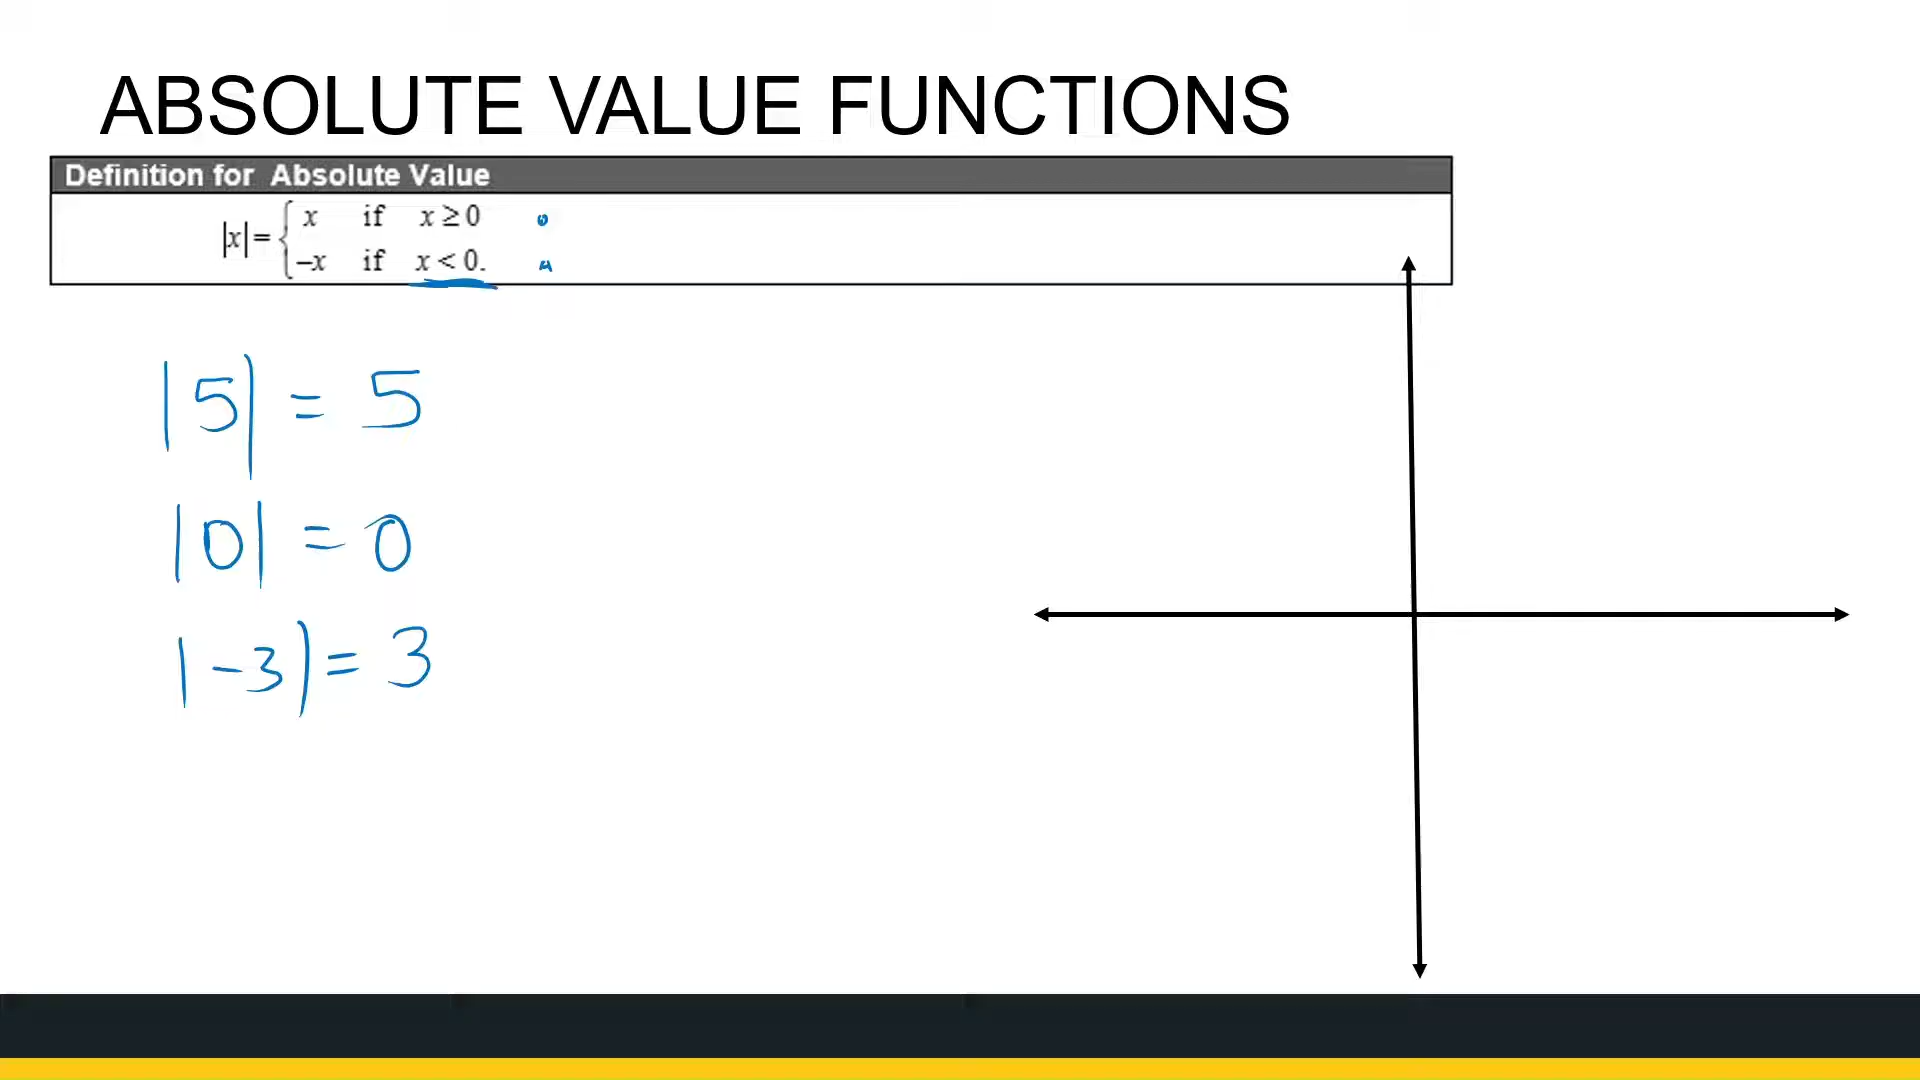 ABSOLUTE VALUE FUNCTIONS
Definition for Absolute Value
|x| = { x if x ≥ 0
−x if x < 0.
|5| = 5
|0| = 0
|-3| = 3